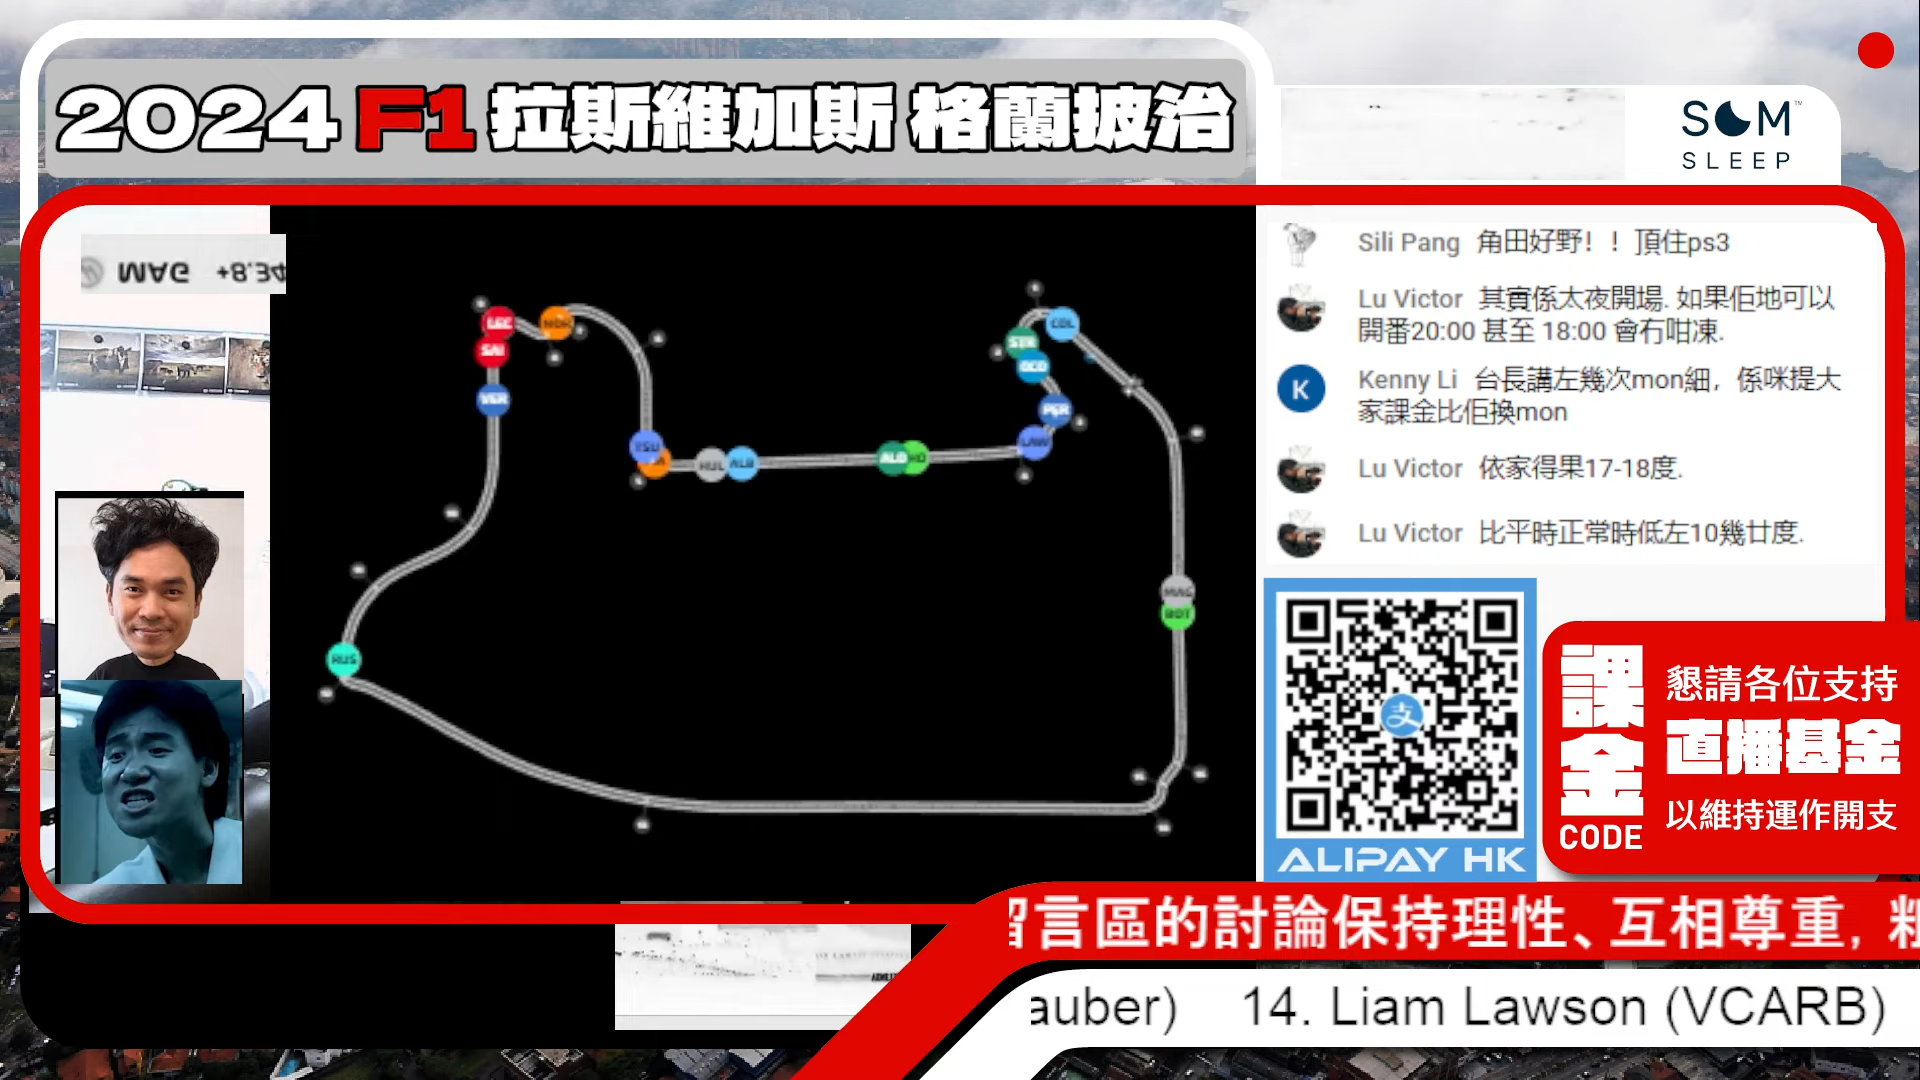 2024 F1 拉斯維加斯 格蘭披治
SOM™
SLEEP
MAG +8.34
LEC
NOR
SAI
VER
TSU
HUL
ALB
ALO
LAW
PER
OCO
STR
COL
MAG
BOT
RUS
Sili Pang 角田好野！！頂住ps3
Lu Victor 其實係太夜開場. 如果佢地可以
開番20:00 甚至 18:00 會冇咁凍.
Kenny Li 台長講左幾次mon細，係咪提大
家課金比佢換mon
Lu Victor 依家得果17-18度.
Lu Victor 比平時正常時低左10幾廿度.
K
支
ALIPAY HK
課金
CODE
懇請各位支持
直播基金
以維持運作開支
留言區的討論保持理性、互相尊重，粗
auber) 14. Liam Lawson (VCARB)